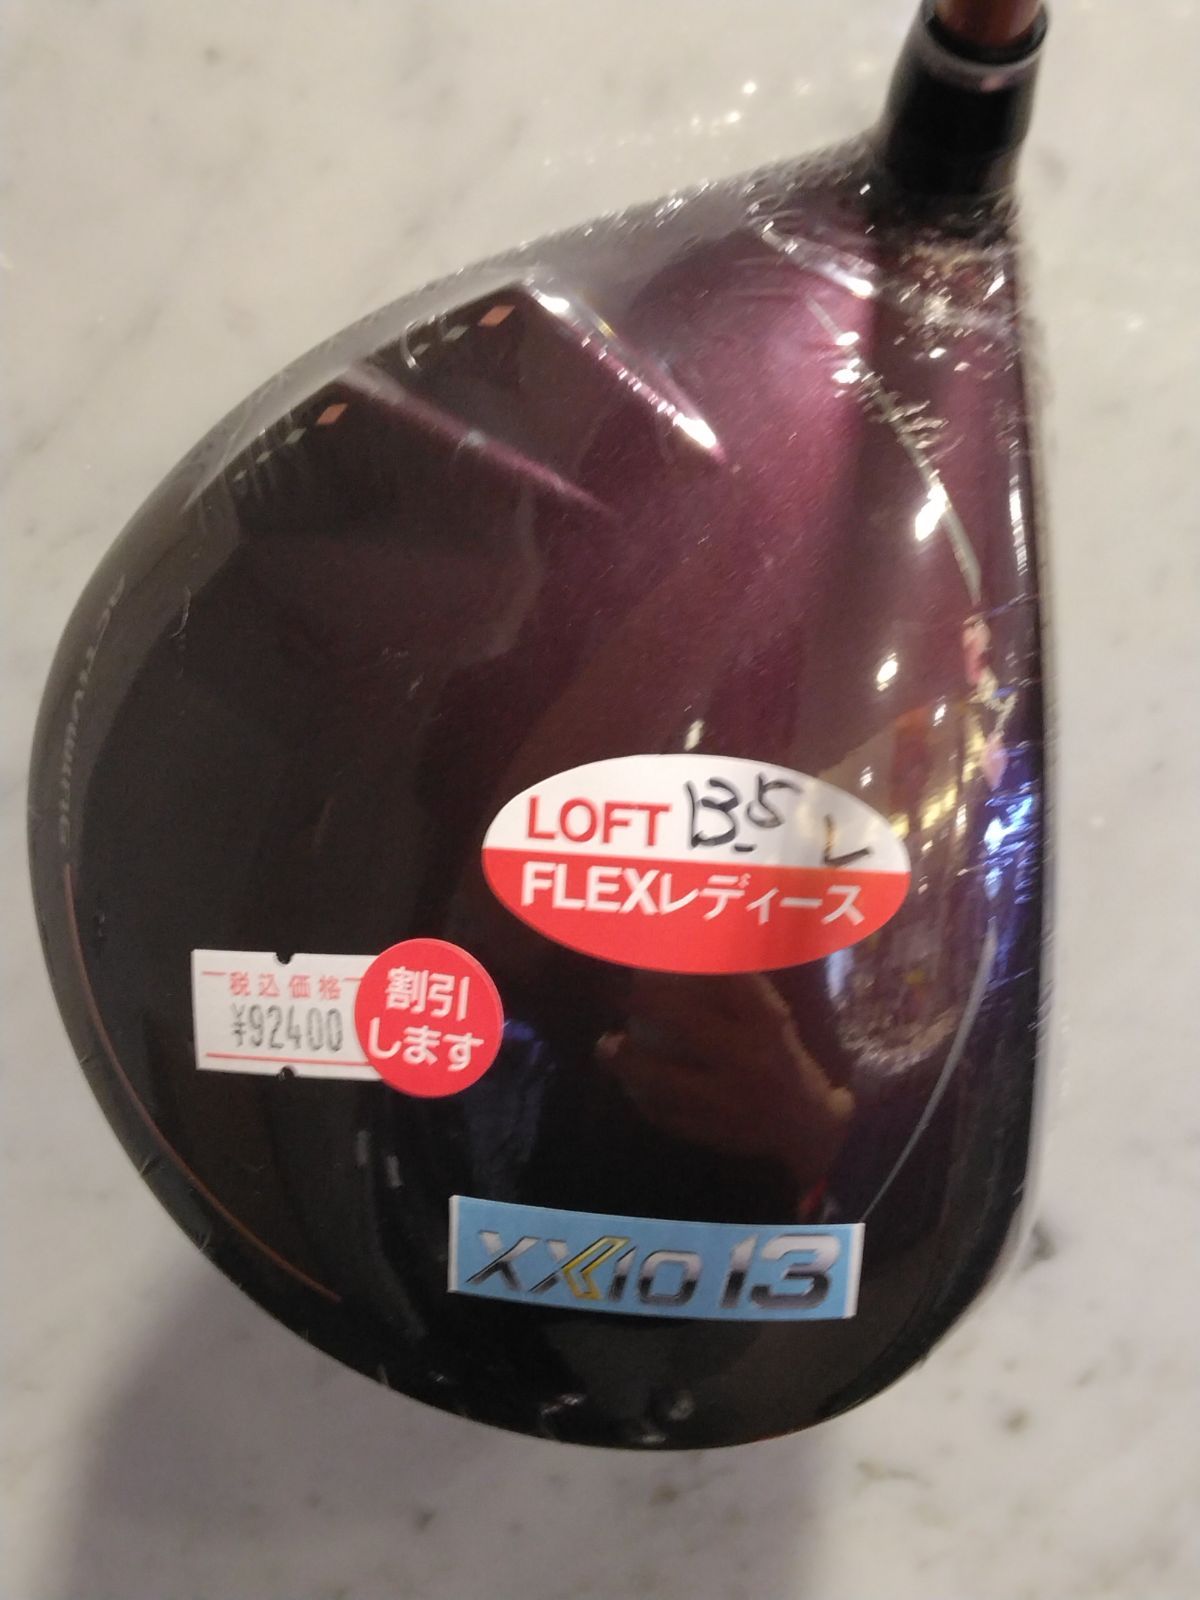 ACTIVWING
LOFT 13.5 L
FLEXレディース
税込価格
¥92400
割引
します
XXIO 13